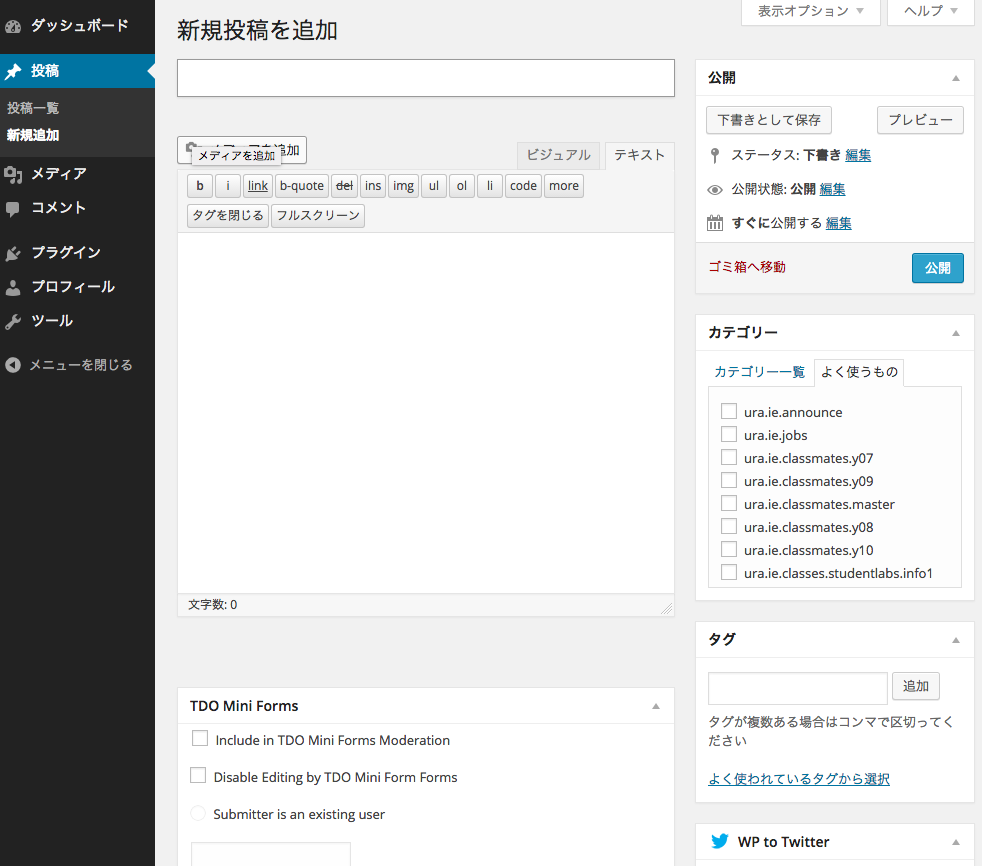 ダッシュボード
投稿
投稿一覧
新規追加
メディア
コメント
プラグイン
プロフィール
ツール
メニューを閉じる
表示オプション
ヘルプ
新規投稿を追加
メディアを追加
ビジュアル
テキスト
b
i
link
b-quote
del
ins
img
ul
ol
li
code
more
タグを閉じる
フルスクリーン
文字数: 0
TDO Mini Forms
Include in TDO Mini Forms Moderation
Disable Editing by TDO Mini Form Forms
Submitter is an existing user
公開
下書きとして保存
プレビュー
ステータス: 下書き 編集
公開状態: 公開 編集
すぐに公開する 編集
ゴミ箱へ移動
公開
カテゴリー
カテゴリー一覧
よく使うもの
ura.ie.announce
ura.ie.jobs
ura.ie.classmates.y07
ura.ie.classmates.y09
ura.ie.classmates.master
ura.ie.classmates.y08
ura.ie.classmates.y10
ura.ie.classes.studentlabs.info1
タグ
追加
タグが複数ある場合はコンマで区切ってく
ださい
よく使われているタグから選択
WP to Twitter